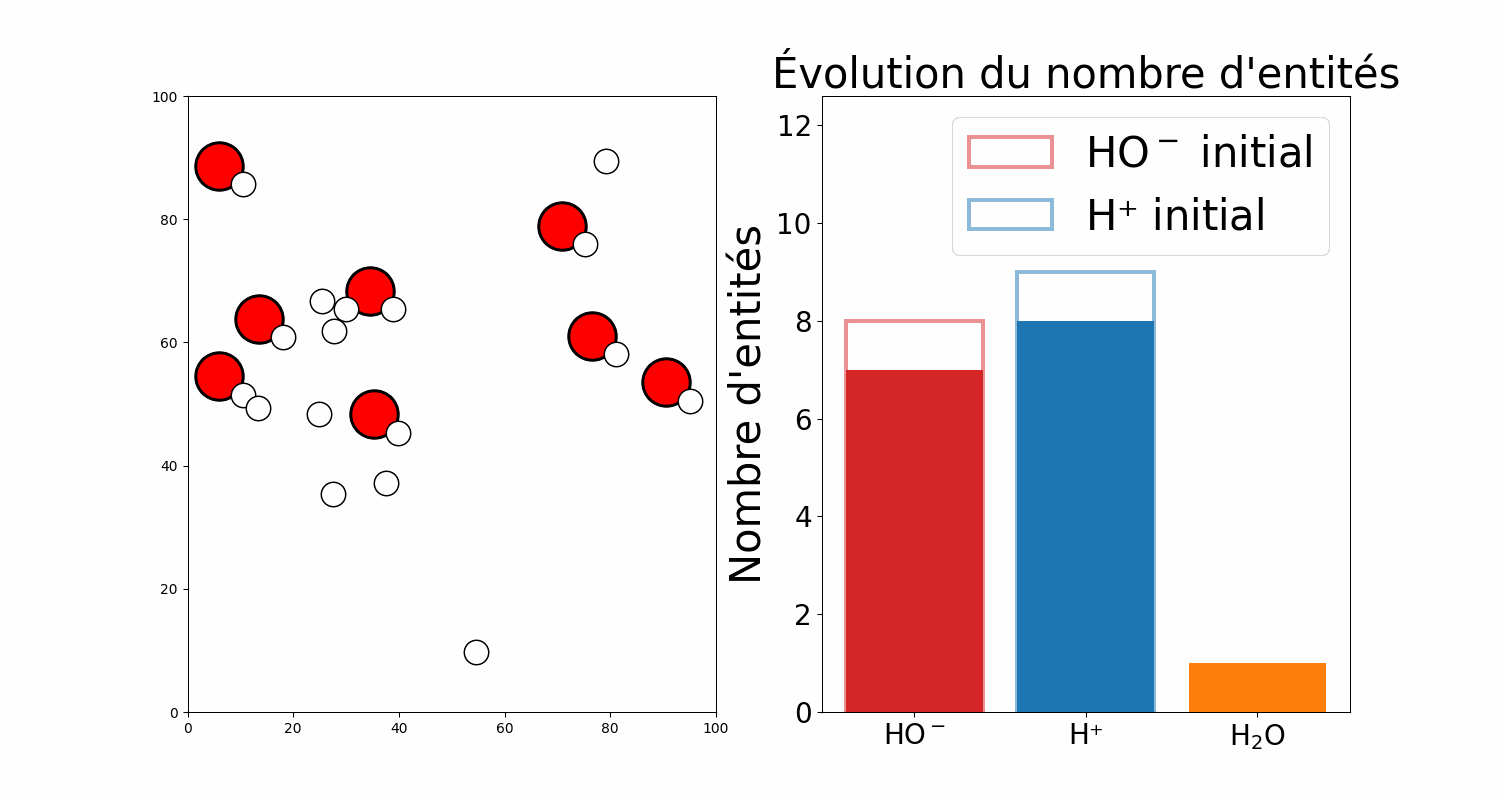 100
80
60
40
20
0
0 20 40 60 80 100
Évolution du nombre d'entités
Nombre d'entités
12
10
8
6
4
2
0
HO⁻ initial
H⁺ initial
HO⁻ H⁺ H₂O